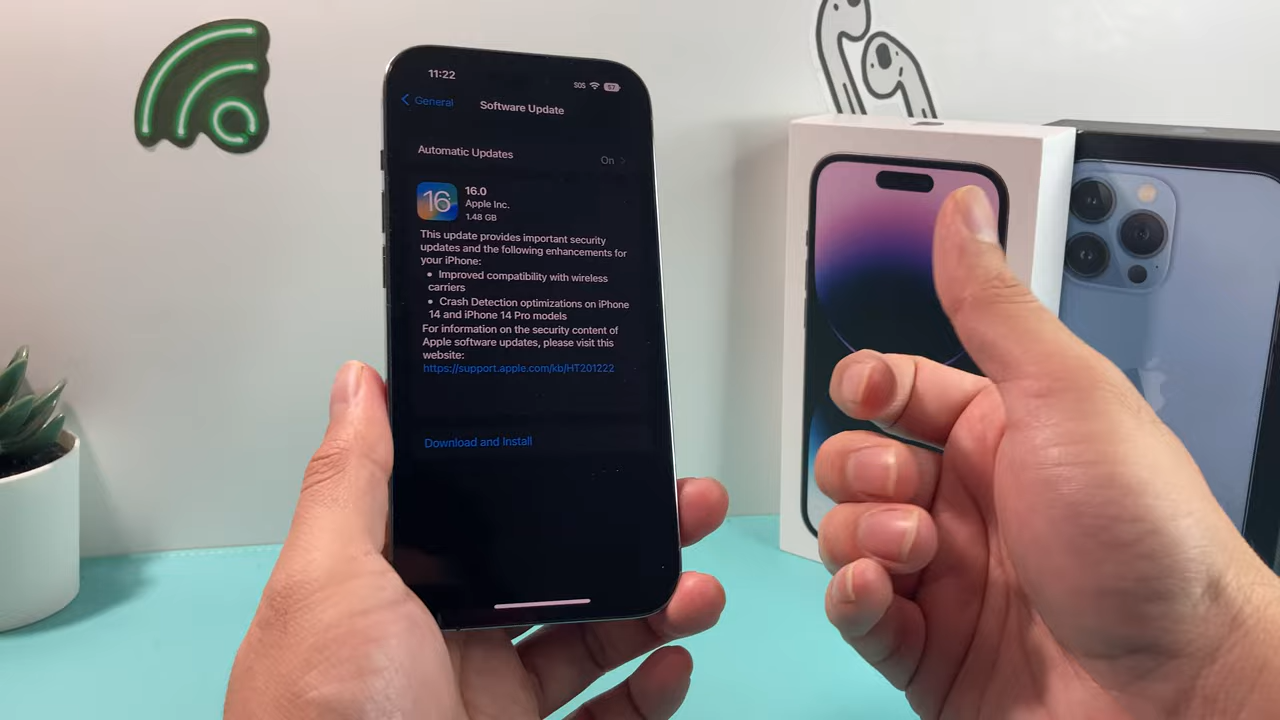 11:22
SOS 57
General
Software Update
Automatic Updates
On
16
16.0
Apple Inc.
1.48 GB
This update provides important security
updates and the following enhancements for
your iPhone:
• Improved compatibility with wireless
carriers
• Crash Detection optimizations on iPhone
14 and iPhone 14 Pro models
For information on the security content of
Apple software updates, please visit this
website:
https://support.apple.com/kb/HT201222
Download and Install